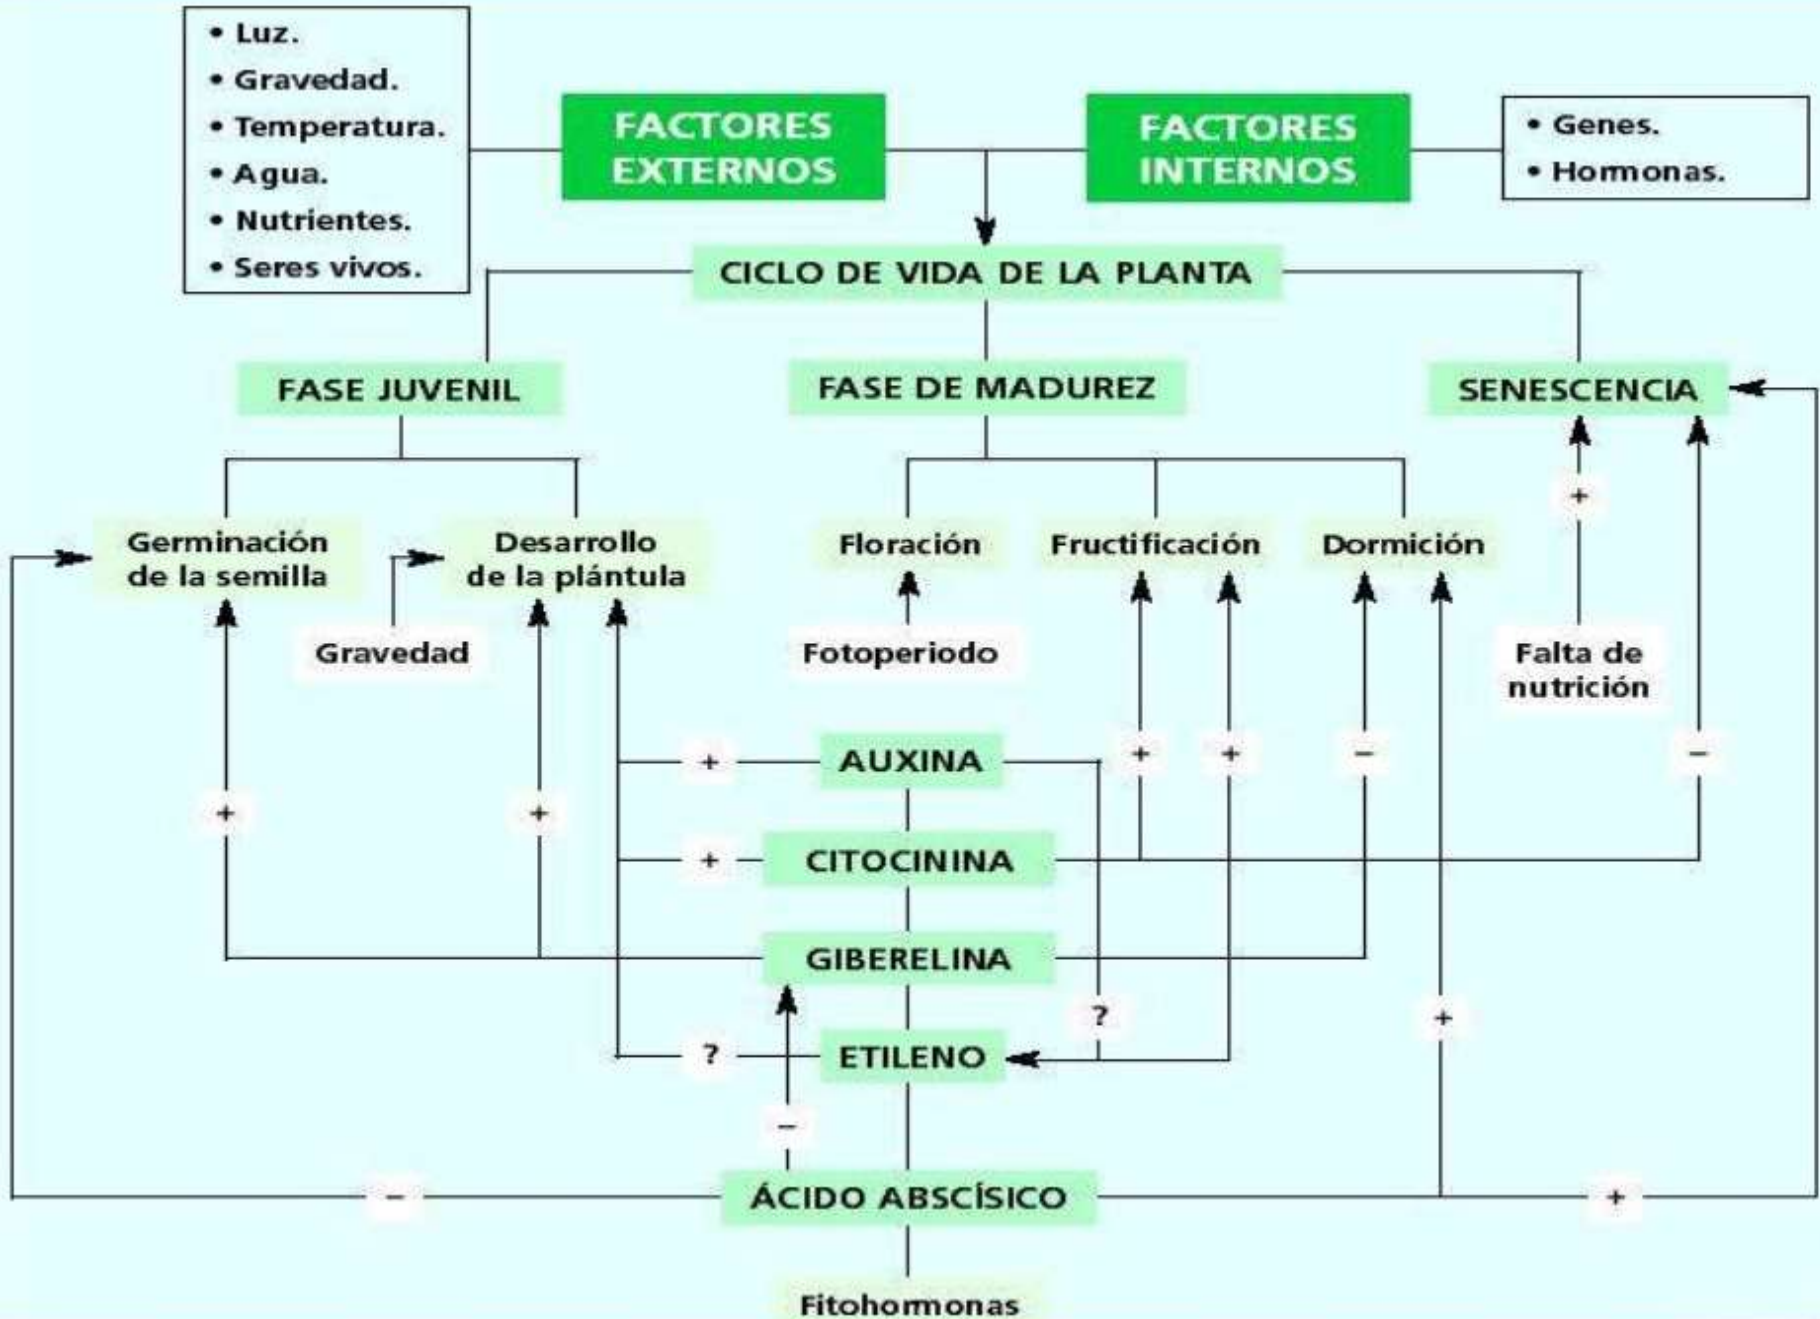 • Luz.
• Gravedad.
• Temperatura.
• Agua.
• Nutrientes.
• Seres vivos.
FACTORES
EXTERNOS
FACTORES
INTERNOS
• Genes.
• Hormonas.
CICLO DE VIDA DE LA PLANTA
FASE JUVENIL
FASE DE MADUREZ
SENESCENCIA
+
Germinación
de la semilla
Desarrollo
de la plántula
Floración
Fructificación
Dormición
Gravedad
Fotoperiodo
Falta de
nutrición
+
AUXINA
+
+
−
−
+
+
+
CITOCININA
GIBERELINA
?
+
?
ETILENO
−
−
ÁCIDO ABSCÍSICO
+
Fitohormonas